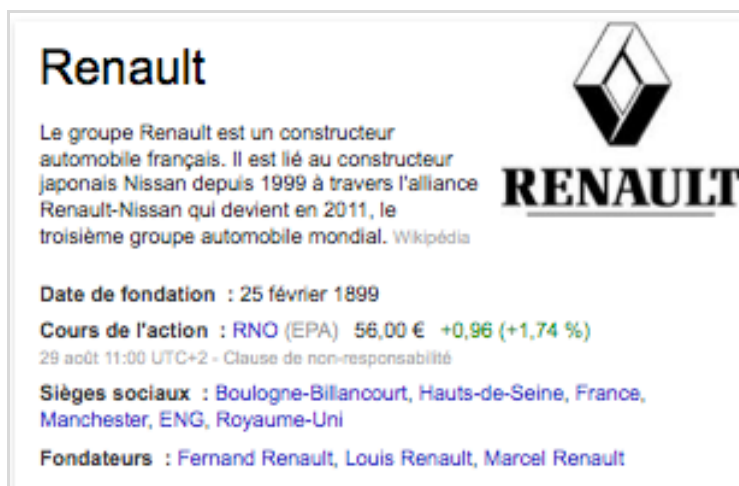 Renault
RENAULT
Le groupe Renault est un constructeur
automobile français. Il est lié au constructeur
japonais Nissan depuis 1999 à travers l'alliance
Renault-Nissan qui devient en 2011, le
troisième groupe automobile mondial. Wikipédia
Date de fondation : 25 février 1899
Cours de l'action : RNO (EPA) 56,00 € +0,96 (+1,74 %)
29 août 11:00 UTC+2 - Clause de non-responsabilité
Sièges sociaux : Boulogne-Billancourt, Hauts-de-Seine, France,
Manchester, ENG, Royaume-Uni
Fondateurs : Fernand Renault, Louis Renault, Marcel Renault